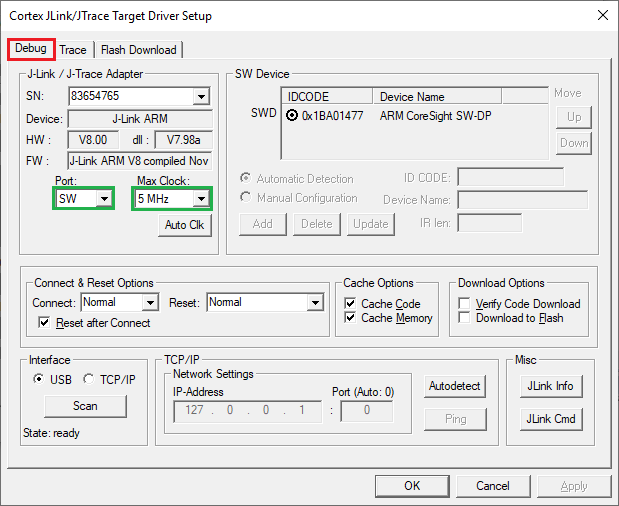 Cortex JLink/JTrace Target Driver Setup
Debug Trace Flash Download
J-Link / J-Trace Adapter
SN: 83654765
Device: J-Link ARM
HW : V8.00 dll : V7.98a
FW : J-Link ARM V8 compiled Nov
Port: Max Clock:
SW 5 MHz
Auto Clk
SW Device
IDCODE Device Name Move
SWD 0x1BA01477 ARM CoreSight SW-DP Up
Down
Automatic Detection ID CODE:
Manual Configuration Device Name:
Add Delete Update IR len:
Connect & Reset Options
Connect: Normal Reset: Normal
Reset after Connect
Cache Options
Cache Code
Cache Memory
Download Options
Verify Code Download
Download to Flash
Interface
USB TCP/IP
Scan
State: ready
TCP/IP
Network Settings
IP-Address Port (Auto: 0)
127 . 0 . 0 . 1 : 0
Autodetect
Ping
Misc
JLink Info
JLink Cmd
OK Cancel Apply